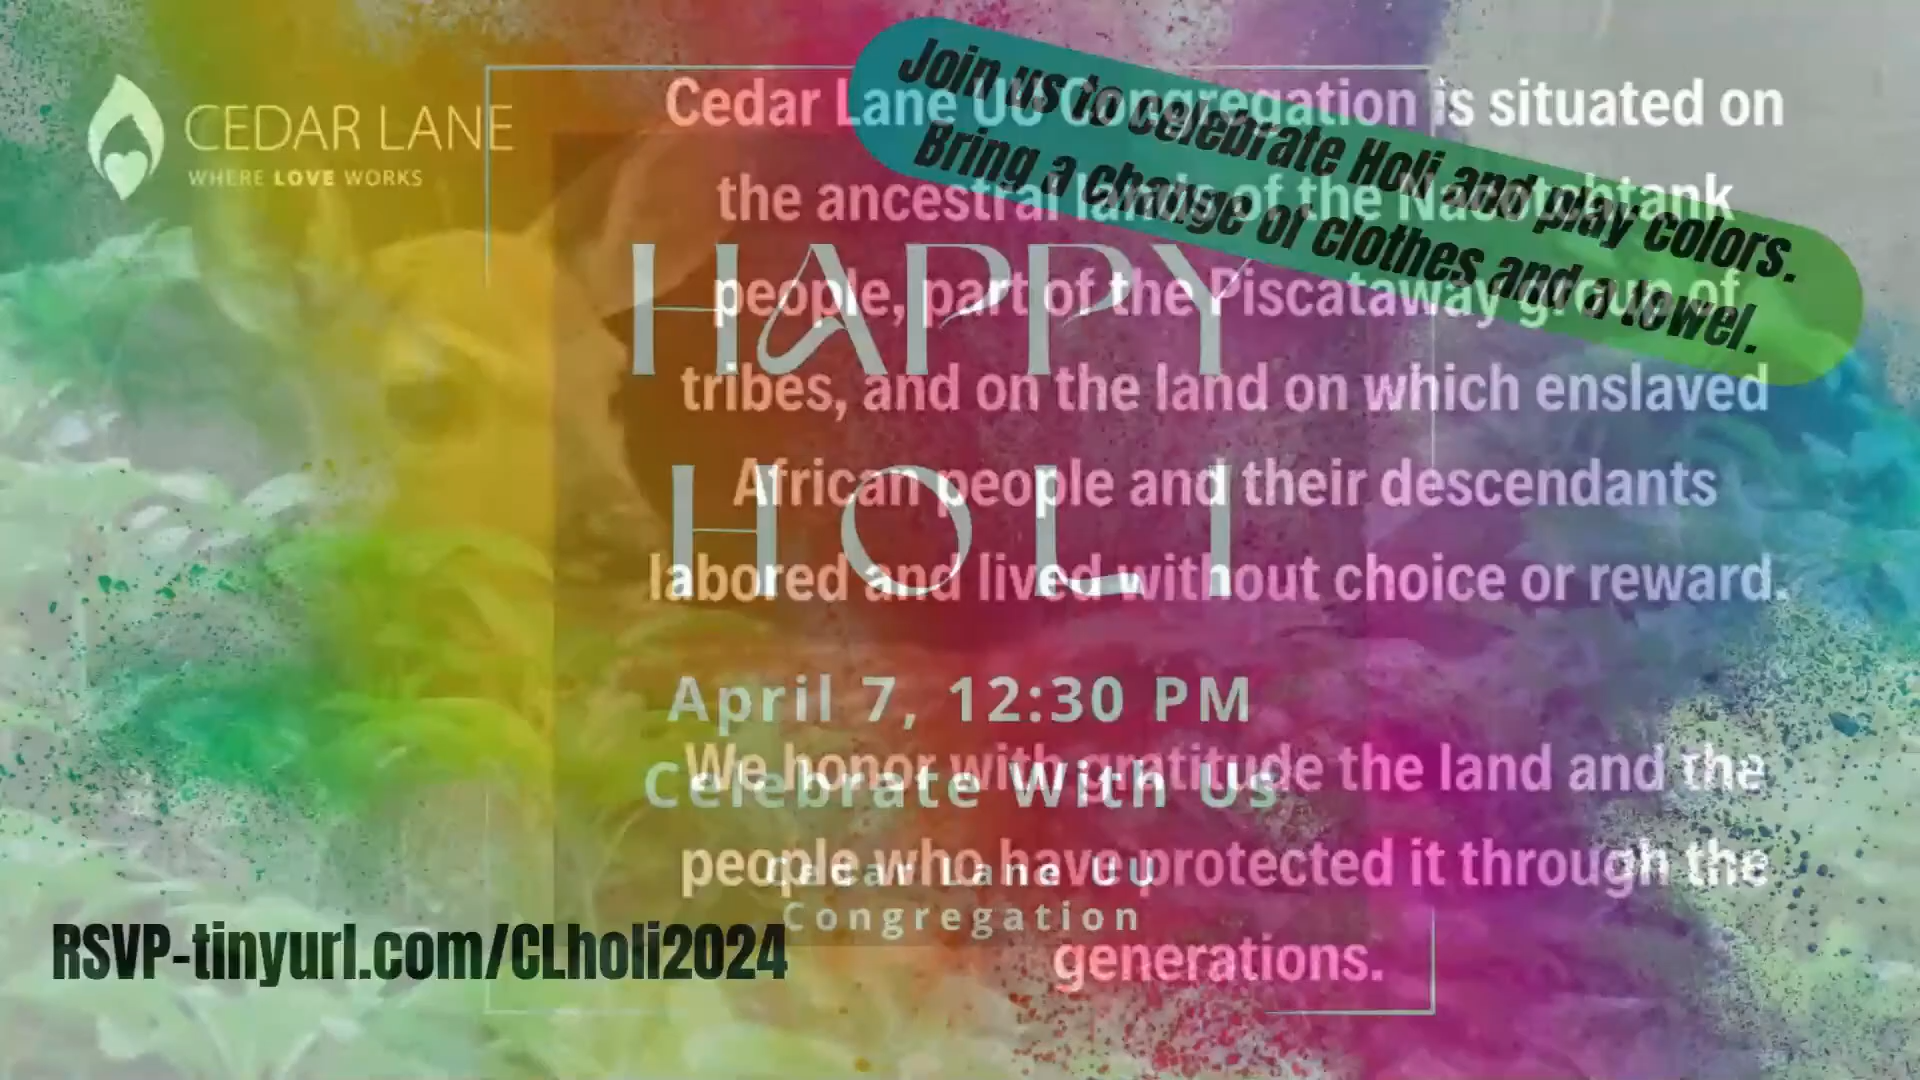 CEDAR LANE
WHERE LOVE WORKS
Join us to celebrate Holi and play colors.
Bring a change of clothes and a towel.
HAPPY
HOLI
April 7, 12:30 PM
Celebrate With Us
Cedar Lane UU
Congregation
RSVP-tinyurl.com/CLholi2024
Cedar Lane UU Congregation is situated on
the ancestral lands of the Nacotchtank
people, part of the Piscataway group of
tribes, and on the land on which enslaved
African people and their descendants
labored and lived without choice or reward.
We honor with gratitude the land and the
people who have protected it through the
generations.